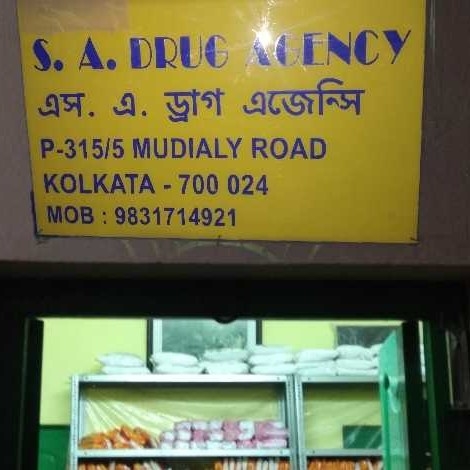 S. A. DRUG AGENCY
এস. এ. ড্রাগ এজেন্সি
P-315/5 MUDIALY ROAD
KOLKATA - 700 024
MOB : 9831714921